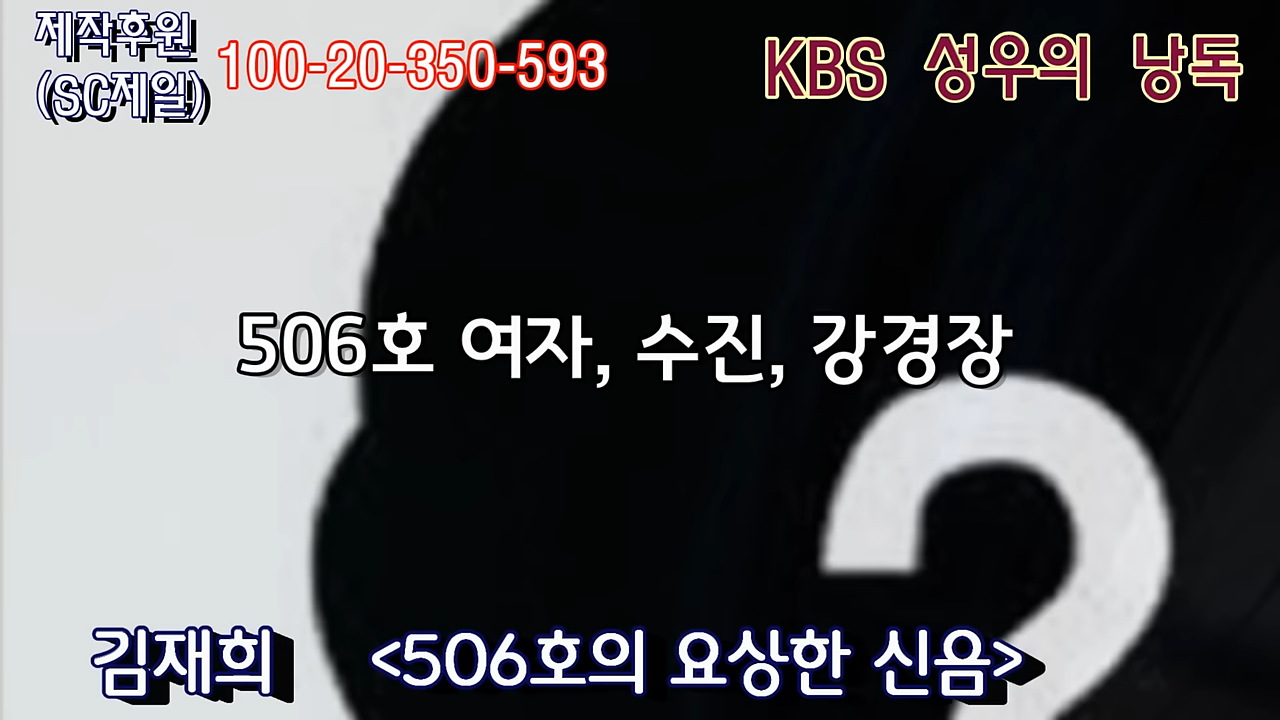 제작후원
(SC제일)
100-20-350-593
KBS 성우의 낭독
506호 여자, 수진, 강경장
?
김재희 <506호의 요상한 신음>